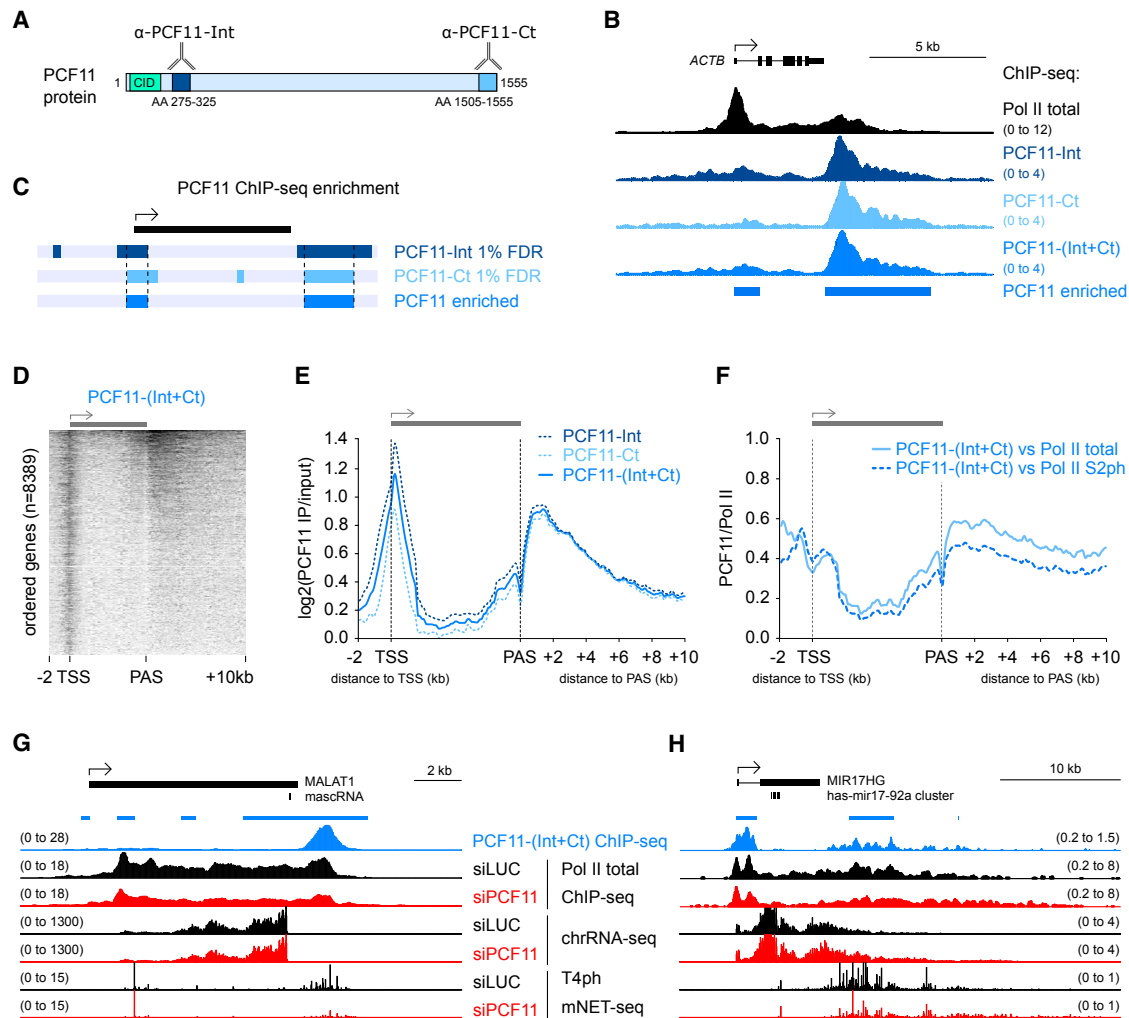 A
α-PCF11-Int
α-PCF11-Ct
PCF11
protein
1
CID
1555
AA 275-325
AA 1505-1555
B
5 kb
ACTB
ChIP-seq:
Pol II total
(0 to 12)
PCF11-Int
(0 to 4)
PCF11-Ct
(0 to 4)
PCF11-(Int+Ct)
(0 to 4)
PCF11 enriched
C
PCF11 ChIP-seq enrichment
PCF11-Int 1% FDR
PCF11-Ct 1% FDR
PCF11 enriched
D
PCF11-(Int+Ct)
ordered genes (n=8389)
-2 TSS PAS +10kb
E
1.4
1.2
1.0
0.8
0.6
0.4
0.2
0.0
log2(PCF11 IP/input)
PCF11-Int
PCF11-Ct
PCF11-(Int+Ct)
-2 TSS PAS +2 +4 +6 +8 +10
distance to TSS (kb) distance to PAS (kb)
F
1.0
0.8
0.6
0.4
0.2
0.0
PCF11/Pol II
PCF11-(Int+Ct) vs Pol II total
PCF11-(Int+Ct) vs Pol II S2ph
-2 TSS PAS +2 +4 +6 +8 +10
distance to TSS (kb) distance to PAS (kb)
G
2 kb
MALAT1
mascRNA
H
10 kb
MIR17HG
has-mir17-92a cluster
(0 to 28) PCF11-(Int+Ct) ChIP-seq (0.2 to 1.5)
(0 to 18) siLUC Pol II total (0.2 to 8)
(0 to 18) siPCF11 ChIP-seq (0.2 to 8)
(0 to 1300) siLUC chrRNA-seq (0 to 4)
(0 to 1300) siPCF11 (0 to 4)
(0 to 15) siLUC T4ph (0 to 1)
(0 to 15) siPCF11 mNET-seq (0 to 1)